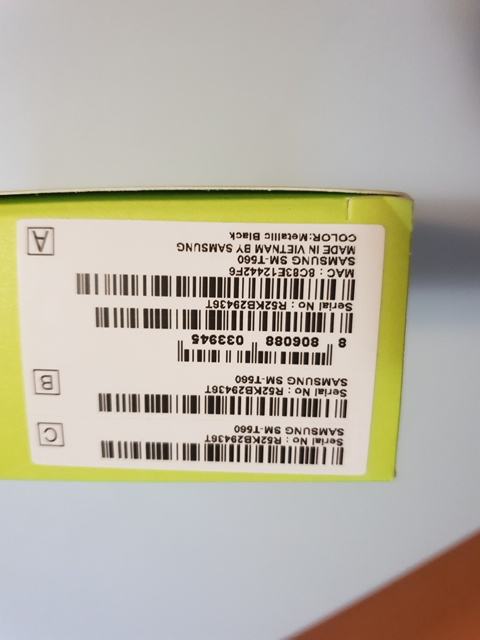 C
SAMSUNG SM-T560
Serial No : R52KB29436T
B
SAMSUNG SM-T560
Serial No : R52KB29436T
8 806088 033945
Serial No : R52KB29436T
MAC : 8C83E12442F6
SAMSUNG SM-T560
MADE IN VIETNAM BY SAMSUNG
COLOR:Metallic Black
A